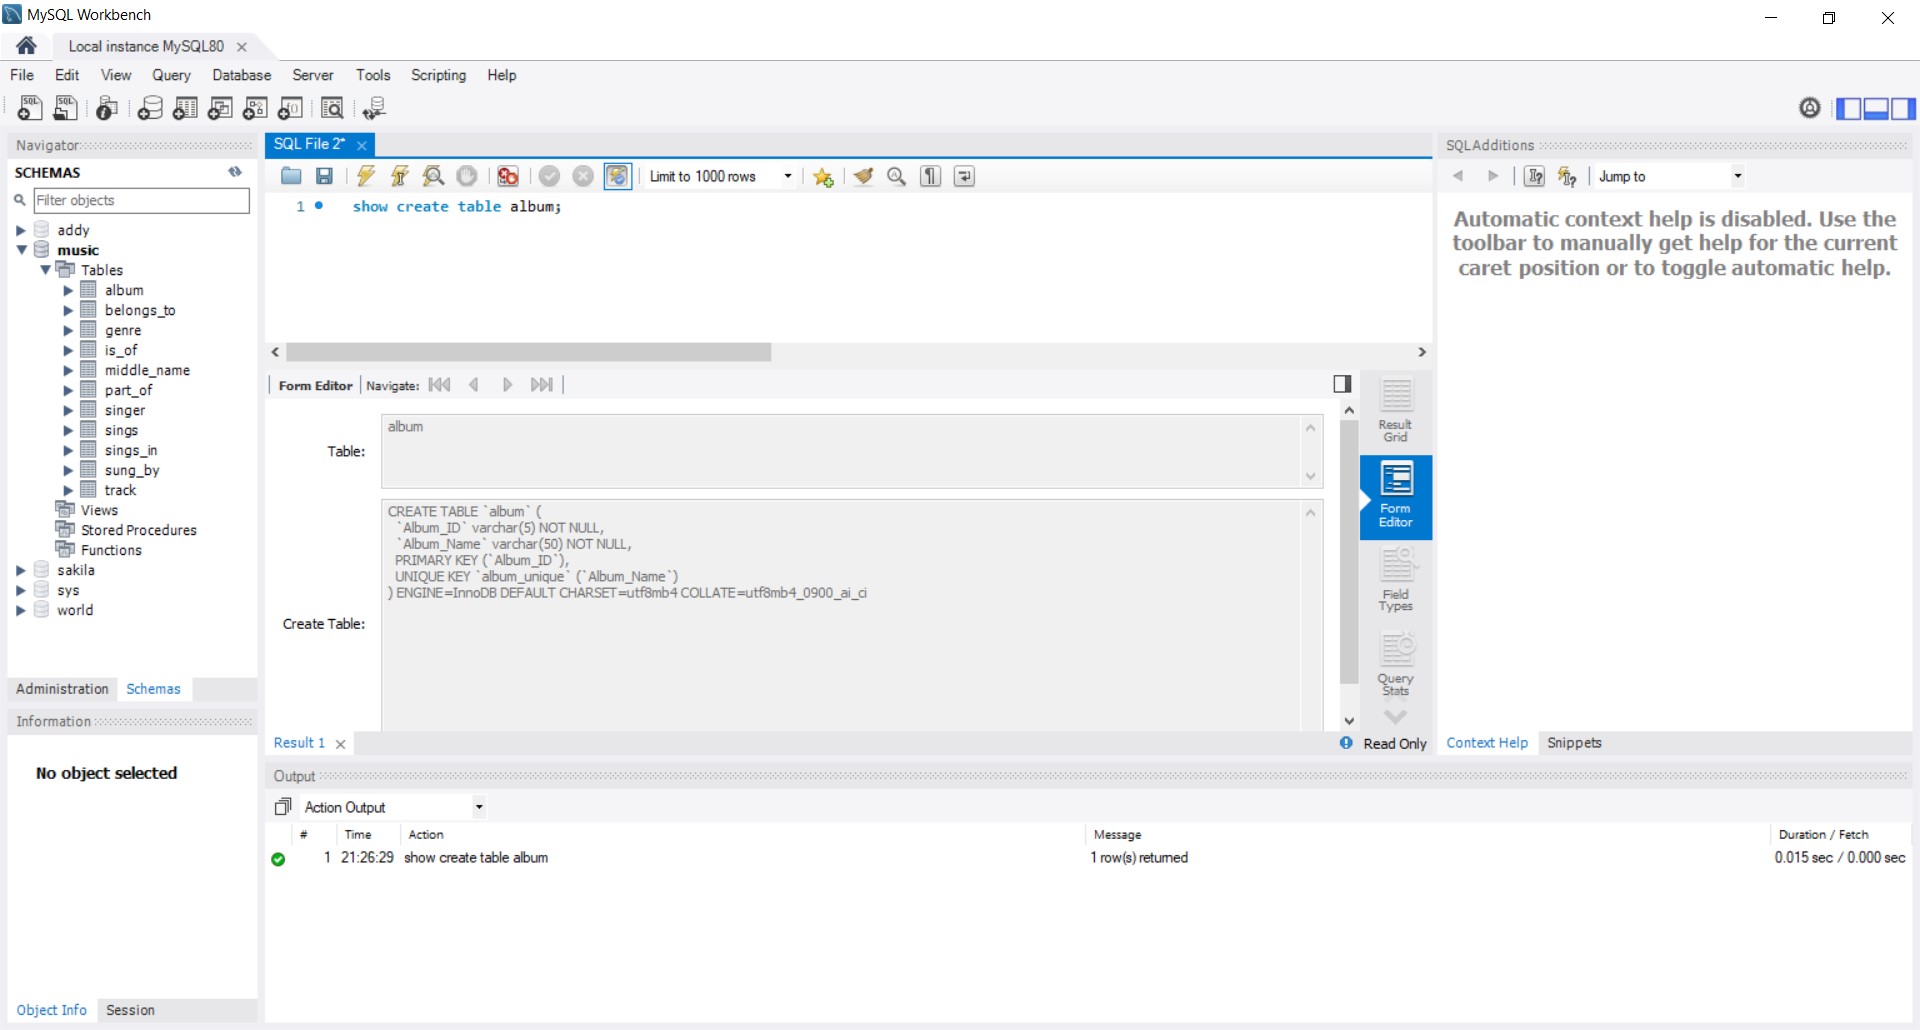 MySQL Workbench
Local instance MySQL80
File Edit View Query Database Server Tools Scripting Help
Navigator
SCHEMAS
Filter objects
addy
music
Tables
album
belongs_to
genre
is_of
middle_name
part_of
singer
sings
sings_in
sung_by
track
Views
Stored Procedures
Functions
sakila
sys
world
Administration Schemas
Information
No object selected
Object Info Session
SQL File 2*
Limit to 1000 rows
1 show create table album;
Form Editor Navigate:
Table:
album
Create Table:
CREATE TABLE `album` (
`Album_ID` varchar(5) NOT NULL,
`Album_Name` varchar(50) NOT NULL,
PRIMARY KEY (`Album_ID`),
UNIQUE KEY `album_unique` (`Album_Name`)
) ENGINE=InnoDB DEFAULT CHARSET=utf8mb4 COLLATE=utf8mb4_0900_ai_ci
Result
Grid
Form
Editor
Field
Types
Query
Stats
Result 1
Read Only
SQLAdditions
Jump to
Automatic context help is disabled. Use the
toolbar to manually get help for the current
caret position or to toggle automatic help.
Context Help Snippets
Output
Action Output
# Time Action Message Duration / Fetch
1 21:26:29 show create table album 1 row(s) returned 0.015 sec / 0.000 sec